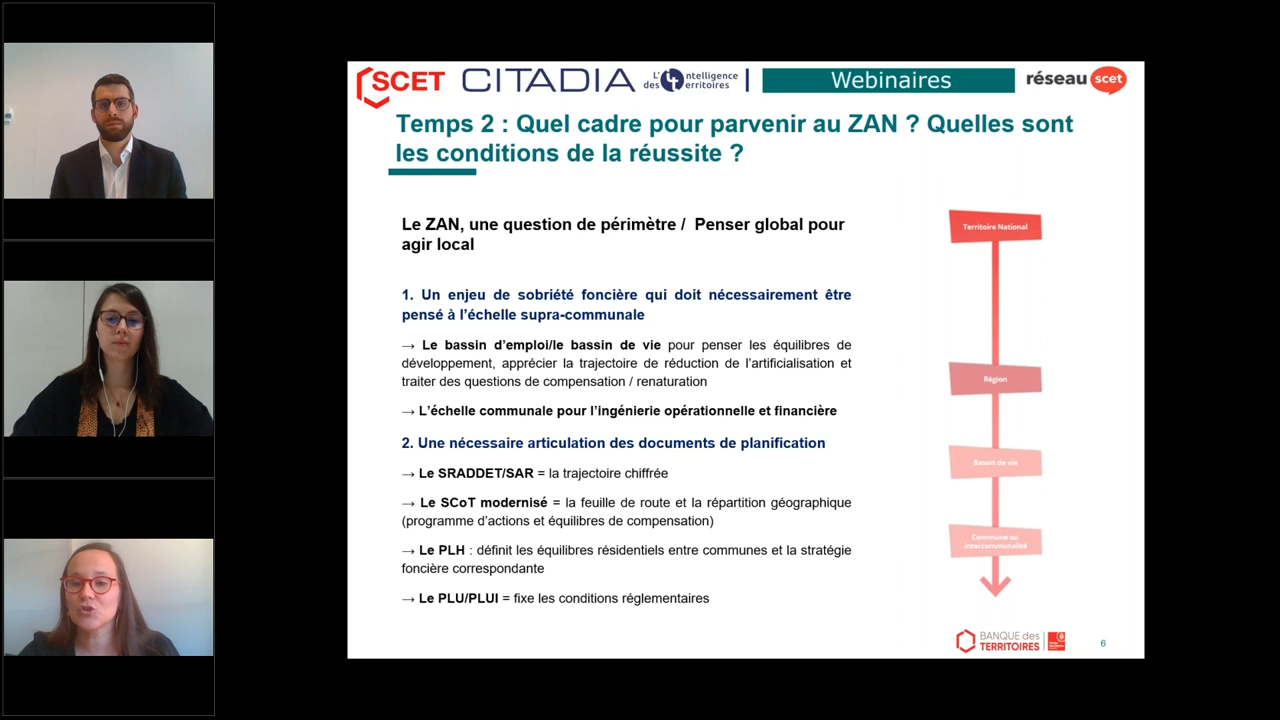 SCET CITADIA L'intelligence des territoires Webinaires réseau scet
Temps 2 : Quel cadre pour parvenir au ZAN ? Quelles sont
les conditions de la réussite ?
Le ZAN, une question de périmètre / Penser global pour
agir local
1. Un enjeu de sobriété foncière qui doit nécessairement être
pensé à l'échelle supra-communale
→ Le bassin d'emploi/le bassin de vie pour penser les équilibres de
développement, apprécier la trajectoire de réduction de l'artificialisation et
traiter des questions de compensation / renaturation
→ L'échelle communale pour l'ingénierie opérationnelle et financière
2. Une nécessaire articulation des documents de planification
→ Le SRADDET/SAR = la trajectoire chiffrée
→ Le SCoT modernisé = la feuille de route et la répartition géographique
(programme d'actions et équilibres de compensation)
→ Le PLH : définit les équilibres résidentiels entre communes et la stratégie
foncière correspondante
→ Le PLU/PLUI = fixe les conditions réglementaires
Territoire National
Région
Bassin de vie
Commune ou
intercommunalité
BANQUE des
TERRITOIRES
6